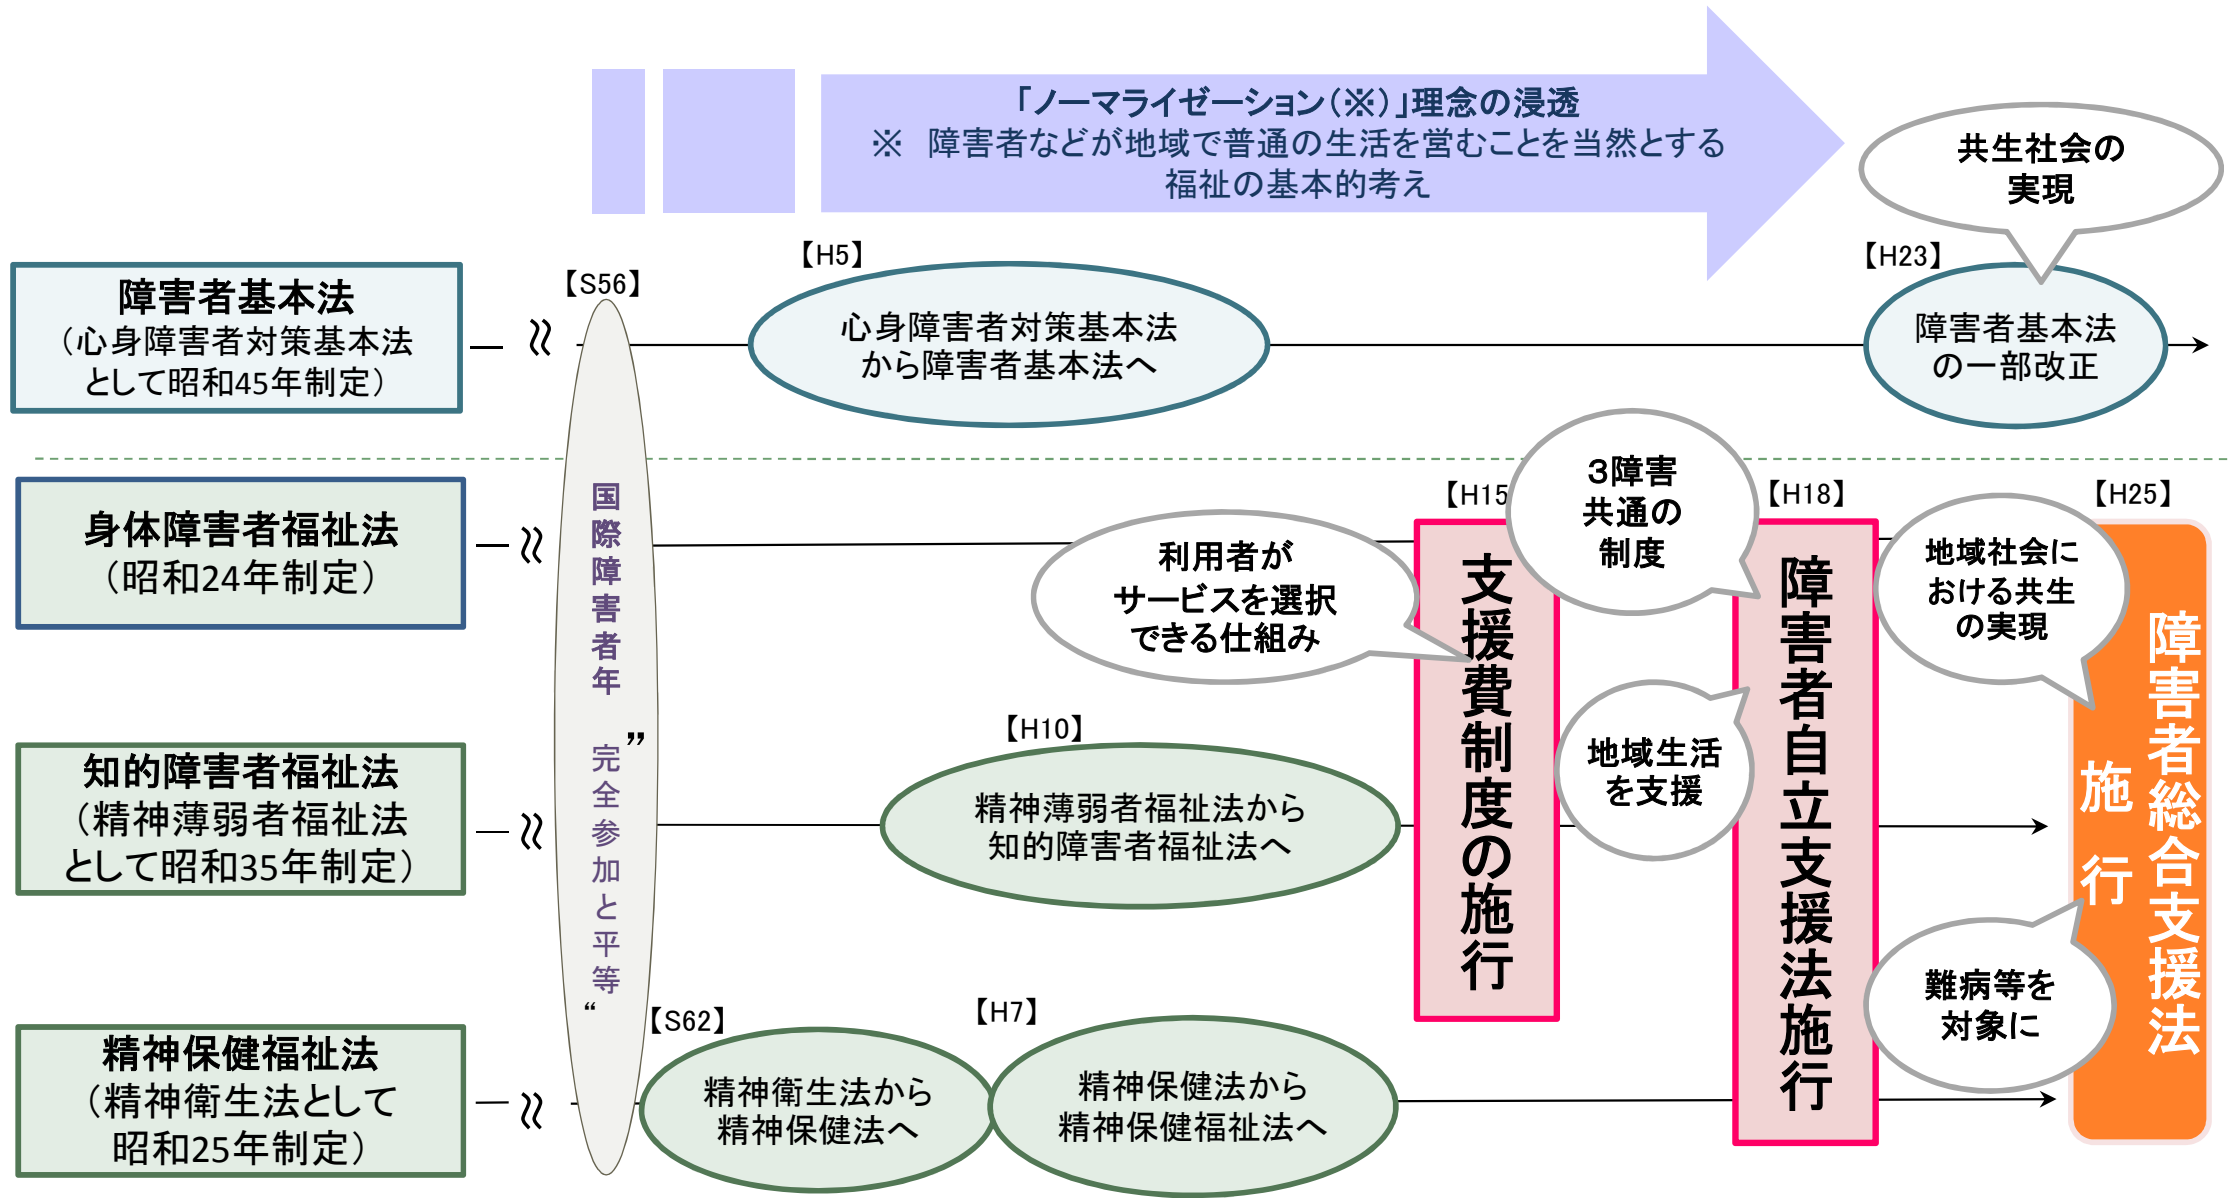 「ノーマライゼーション（※）」理念の浸透
※　障害者などが地域で普通の生活を営むことを当然とする
福祉の基本的考え
共生社会の
実現
【S56】
【H5】
【H23】
障害者基本法
（心身障害者対策基本法
として昭和45年制定）
心身障害者対策基本法
から障害者基本法へ
障害者基本法
の一部改正
国際障害者年　”完全参加と平等“
身体障害者福祉法
（昭和24年制定）
利用者が
サービスを選択
できる仕組み
【H15
支援費制度の施行
3障害
共通の
制度
地域生活
を支援
【H18】
障害者自立支援法施行
地域社会に
おける共生
の実現
【H25】
障害者総合支援法
施行
難病等を
対象に
知的障害者福祉法
（精神薄弱者福祉法
として昭和35年制定）
【H10】
精神薄弱者福祉法から
知的障害者福祉法へ
精神保健福祉法
（精神衛生法として
昭和25年制定）
【S62】
精神衛生法から
精神保健法へ
【H7】
精神保健法から
精神保健福祉法へ